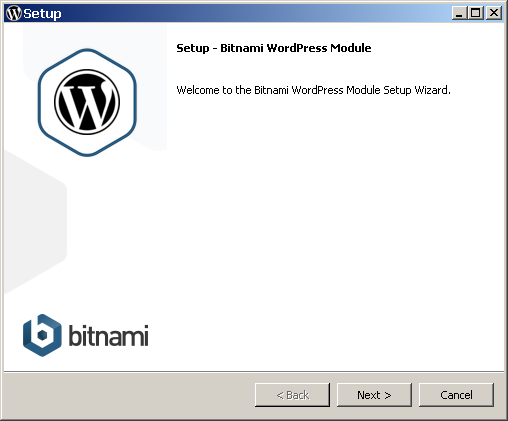 Setup
Setup - Bitnami WordPress Module
Welcome to the Bitnami WordPress Module Setup Wizard.
bitnami
< Back
Next >
Cancel